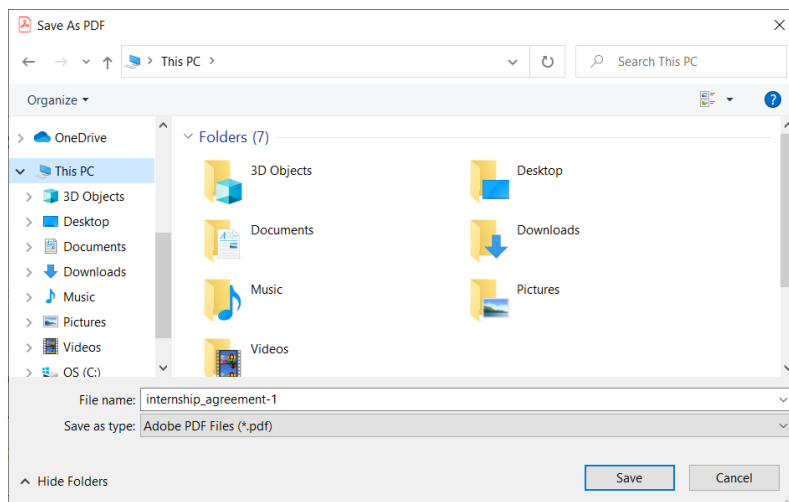 Save As PDF
This PC
Search This PC
Organize
?
OneDrive
This PC
3D Objects
Desktop
Documents
Downloads
Music
Pictures
Videos
OS (C:)
Folders (7)
3D Objects
Desktop
Documents
Downloads
Music
Pictures
Videos
File name: internship_agreement-1
Save as type: Adobe PDF Files (*.pdf)
Hide Folders
Save
Cancel